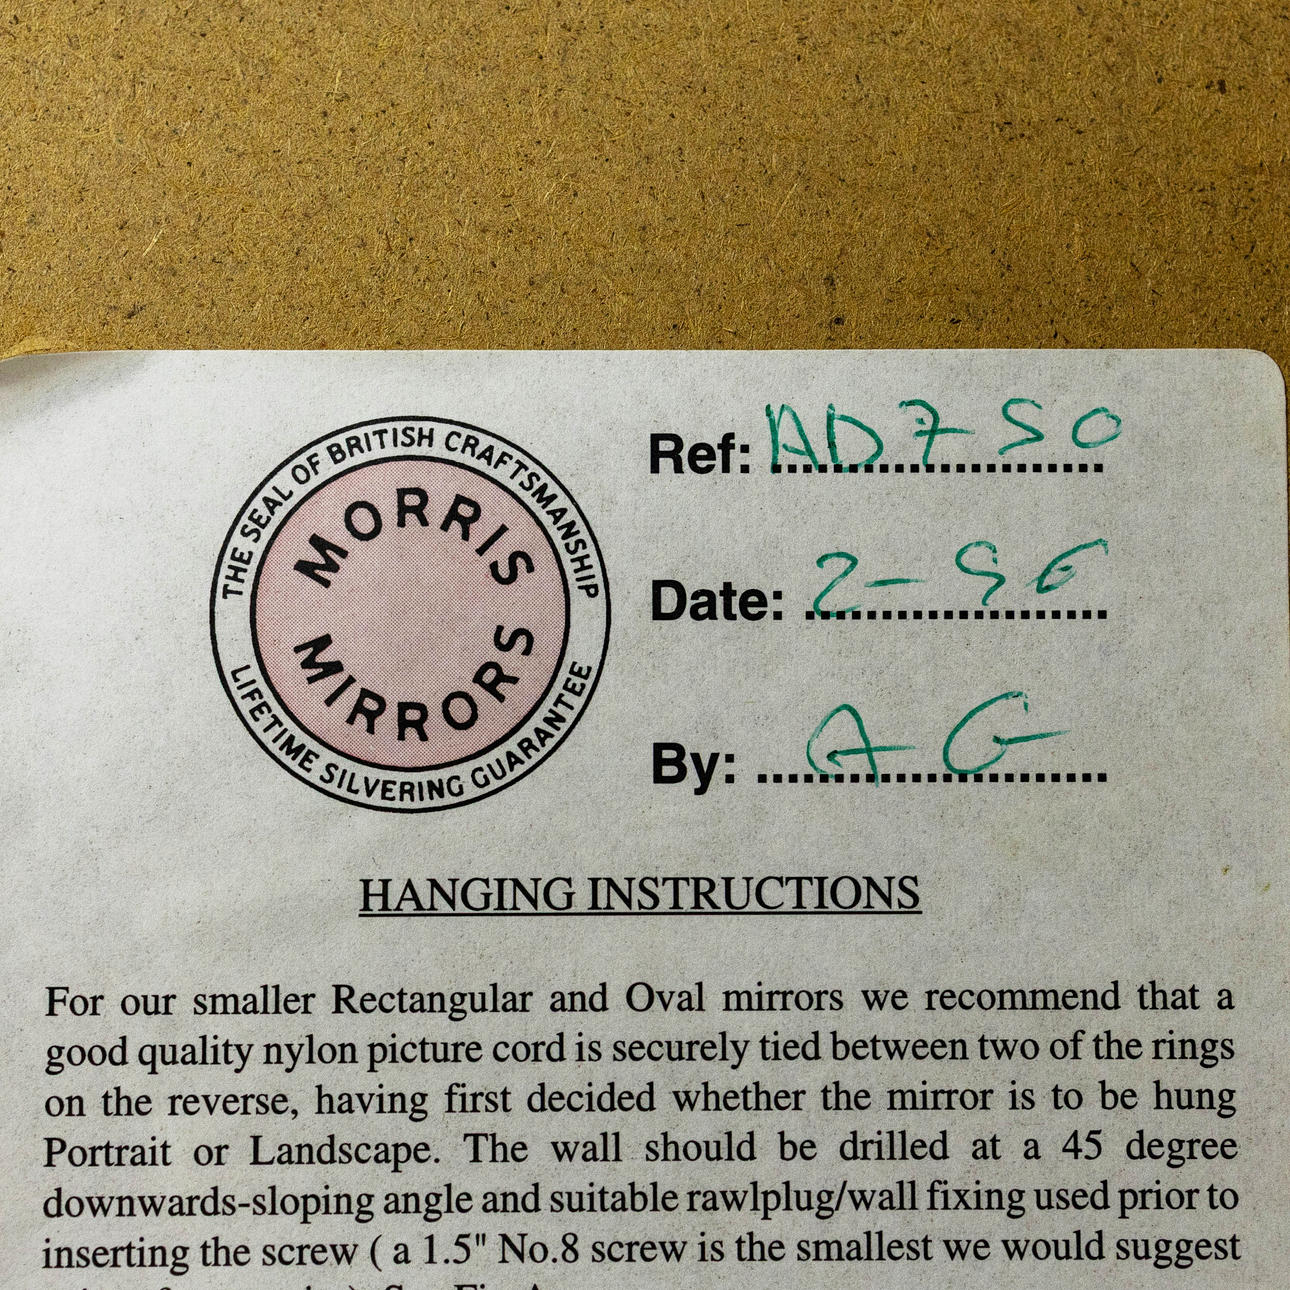 THE SEAL OF BRITISH CRAFTSMANSHIP
MORRIS
MIRRORS
LIFETIME SILVERING GUARANTEE
Ref: AD750
Date: 2-96
By: A G
HANGING INSTRUCTIONS
For our smaller Rectangular and Oval mirrors we recommend that a
good quality nylon picture cord is securely tied between two of the rings
on the reverse, having first decided whether the mirror is to be hung
Portrait or Landscape. The wall should be drilled at a 45 degree
downwards-sloping angle and suitable rawlplug/wall fixing used prior to
inserting the screw ( a 1.5" No.8 screw is the smallest we would suggest